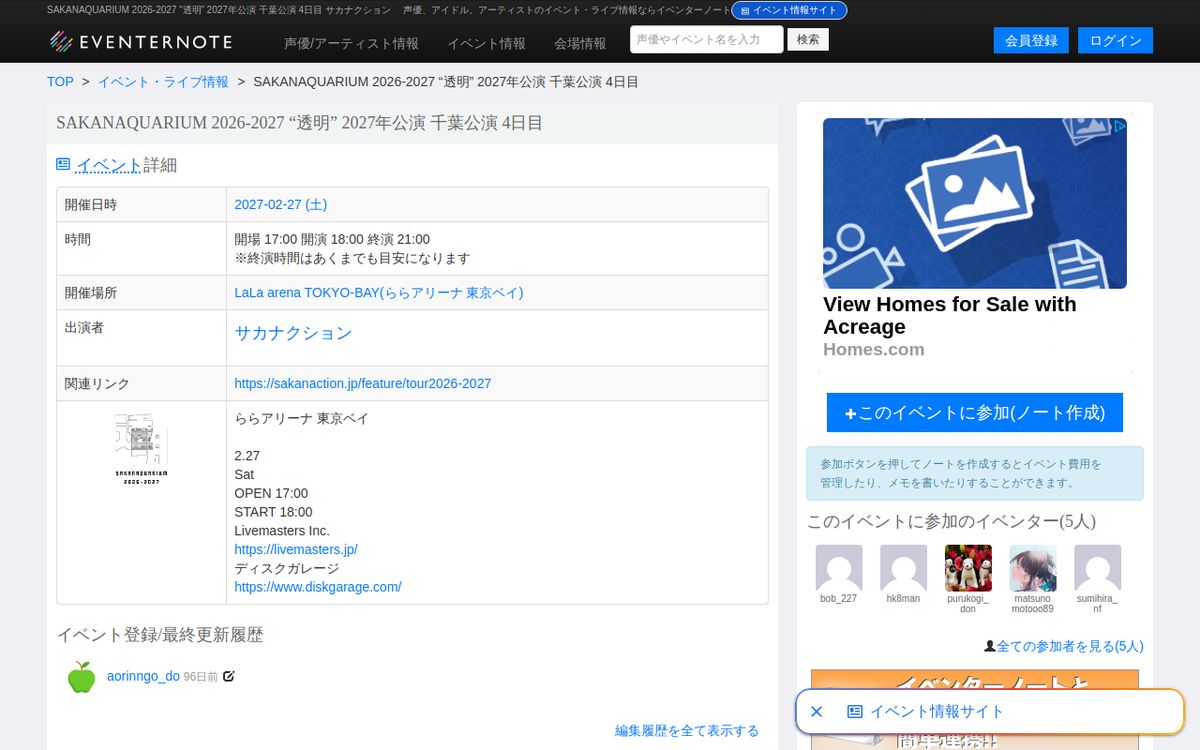 SAKANAQUARIUM 2026-2027 “透明” 2027年公演 千葉公演 4日目 サカナクション 声優、アイドル、アーティストのイベント・ライブ情報ならイベンターノート
イベント情報サイト
EVENTERNOTE
声優/アーティスト情報
イベント情報
会場情報
声優やイベント名を入力
検索
会員登録
ログイン
TOP > イベント・ライブ情報 > SAKANAQUARIUM 2026-2027 “透明” 2027年公演 千葉公演 4日目
SAKANAQUARIUM 2026-2027 “透明” 2027年公演 千葉公演 4日目
イベント詳細
開催日時 2027-02-27 (土)
時間 開場 17:00 開演 18:00 終演 21:00
※終演時間はあくまでも目安になります
開催場所 LaLa arena TOKYO-BAY(ららアリーナ 東京ベイ)
出演者 サカナクション
関連リンク https://sakanaction.jp/feature/tour2026-2027
透明
SAKANAQUARIUM
2026-2027
ららアリーナ 東京ベイ
2.27
Sat
OPEN 17:00
START 18:00
Livemasters Inc.
https://livemasters.jp/
ディスクガレージ
https://www.diskgarage.com/
イベント登録/最終更新履歴
aorinngo_do 96日前
編集履歴を全て表示する
View Homes for Sale with
Acreage
Homes.com
+このイベントに参加(ノート作成)
参加ボタンを押してノートを作成するとイベント費用を
管理したり、メモを書いたりすることができます。
このイベントに参加のイベンター(5人)
bob_227
hk8man
purukogi_
don
matsuno
motooo89
sumihira_
nf
全ての参加者を見る(5人)
イベンターノートと
イベント情報サイト